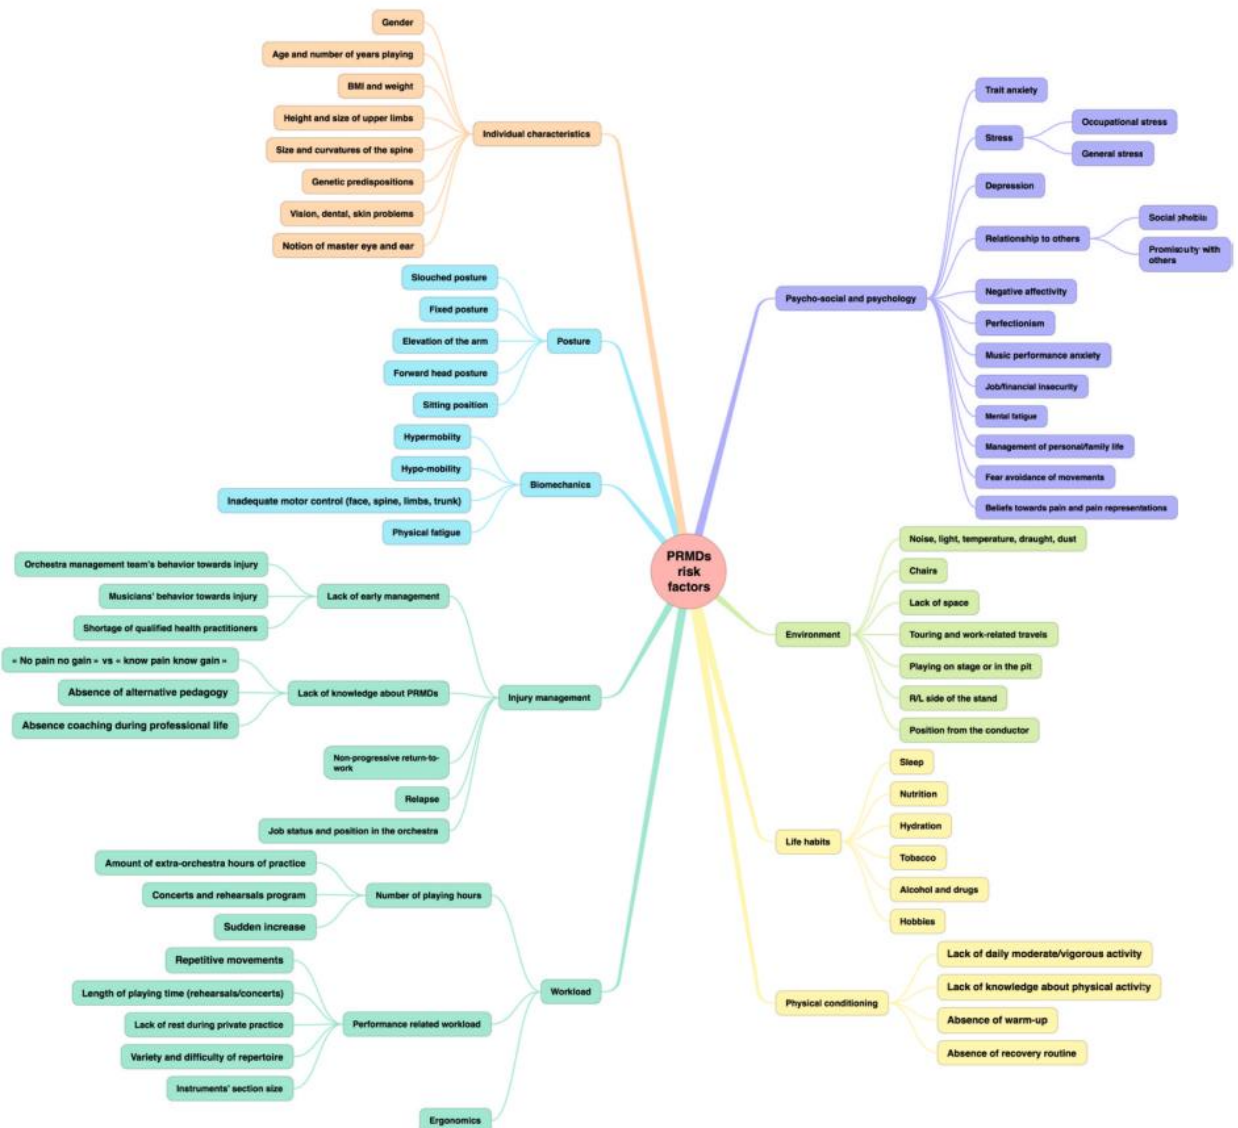 Gender
Age and number of years playing
BMI and weight
Height and size of upper limbs
Size and curvatures of the spine
Genetic predispositions
Vision, dental, skin problems
Notion of master eye and ear
Individual characteristics
Slouched posture
Fixed posture
Elevation of the arm
Forward head posture
Sitting position
Posture
Hypermobilty
Hypo-mobility
Inadequate motor control (face, spine, limbs, trunk)
Physical fatigue
Biomechanics
PRMDs
risk
factors
Orchestra management team's behavior towards injury
Musicians' behavior towards injury
Shortage of qualified health practitioners
Lack of early management
« No pain no gain » vs « know pain know gain »
Absence of alternative pedagogy
Absence coaching during professional life
Lack of knowledge about PRMDs
Non-progressive return-to-
work
Relapse
Job status and position in the orchestra
Injury management
Amount of extra-orchestra hours of practice
Concerts and rehearsals program
Sudden increase
Number of playing hours
Repetitive movements
Length of playing time (rehearsals/concerts)
Lack of rest during private practice
Variety and difficulty of repertoire
Instruments' section size
Performance related workload
Ergonomics
Workload
Psycho-social and psychology
Trait anxiety
Stress
Occupational stress
General stress
Depression
Relationship to others
Social
Promiscuity with
others
Negative affectivity
Perfectionism
Music performance anxiety
Job/financial insecurity
Mental fatigue
Management of personal/family life
Fear avoidance of movements
Beliefs towards pain and pain representations
Environment
Noise, light, temperature, draught, dust
Chairs
Lack of space
Touring and work-related travels
Playing on stage or in the pit
R/L side of the stand
Position from the conductor
Life habits
Sleep
Nutrition
Hydration
Tobacco
Alcohol and drugs
Hobbies
Physical conditioning
Lack of daily moderate/vigorous activity
Lack of knowledge about physical activity
Absence of warm-up
Absence of recovery routine